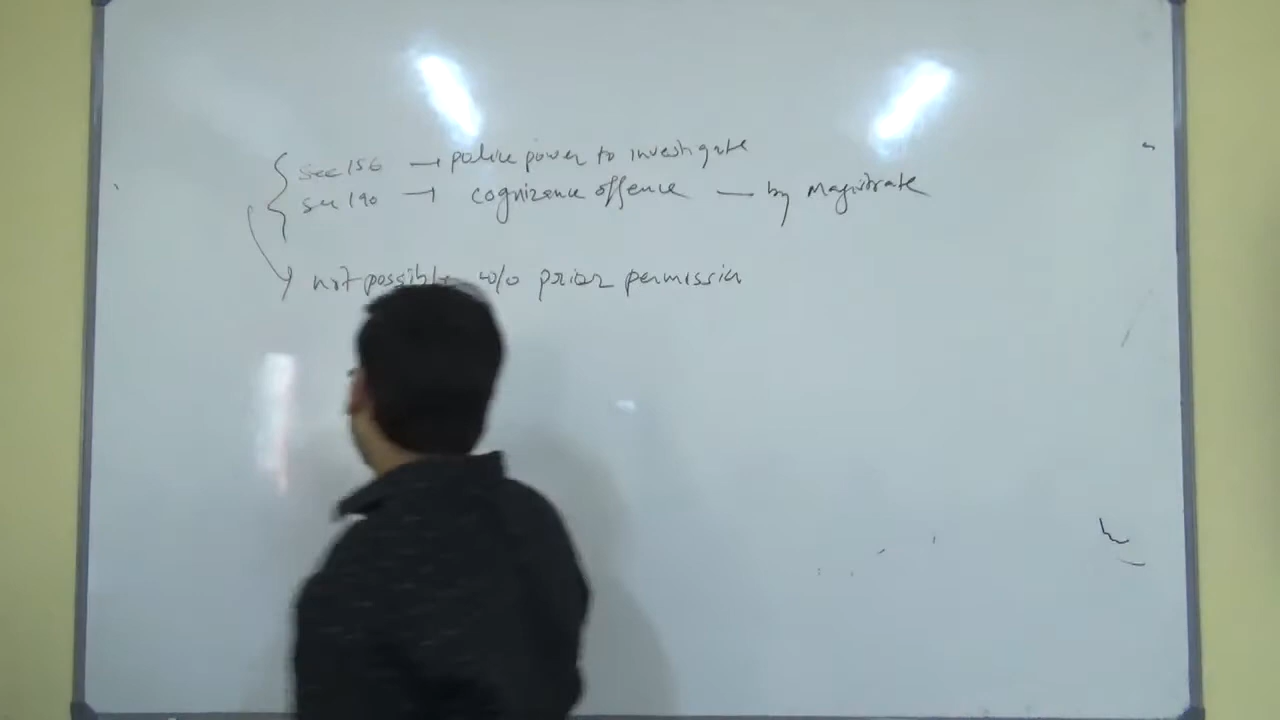 sec 156 → police power to investigate
sec 190 → cognizance offence — by Magistrate
not possible w/o prior permission